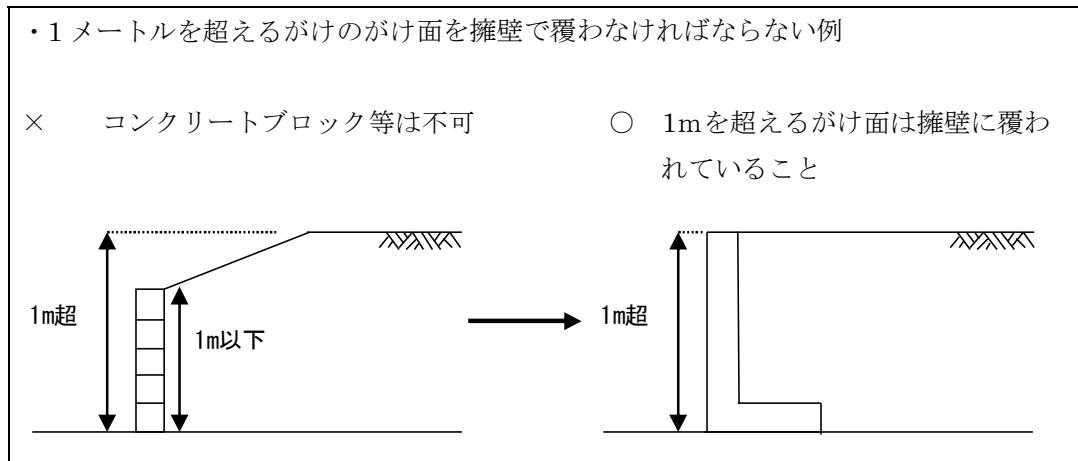 ・1メートルを超えるがけのがけ面を擁壁で覆わなければならない例
× コンクリートブロック等は不可
○ 1mを超えるがけ面は擁壁に覆わ
れていること
1m超
1m以下
1m超